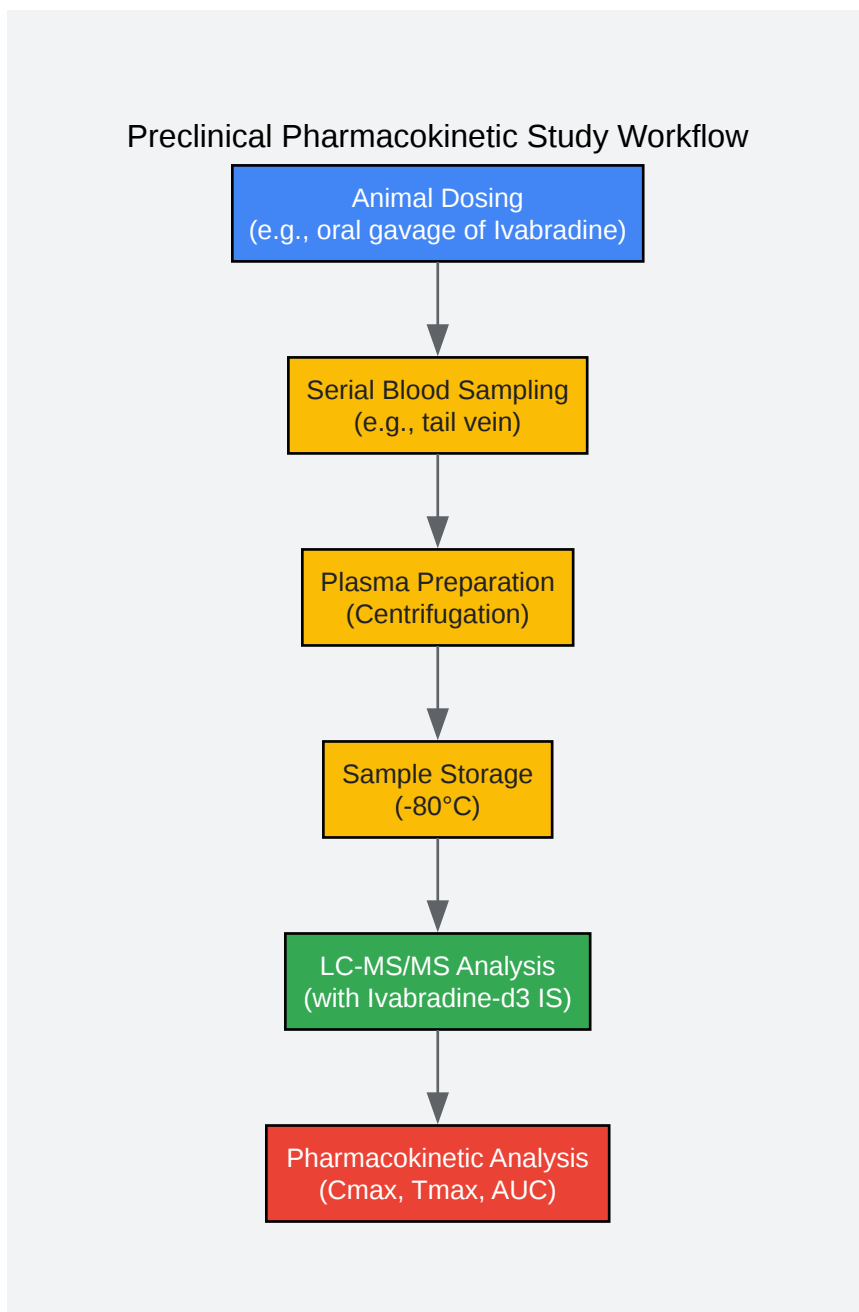 Preclinical Pharmacokinetic Study Workflow
Animal Dosing
(e.g., oral gavage of Ivabradine)
Serial Blood Sampling
(e.g., tail vein)
Plasma Preparation
(Centrifugation)
Sample Storage
(-80°C)
LC-MS/MS Analysis
(with Ivabradine-d3 IS)
Pharmacokinetic Analysis
(Cmax, Tmax, AUC)